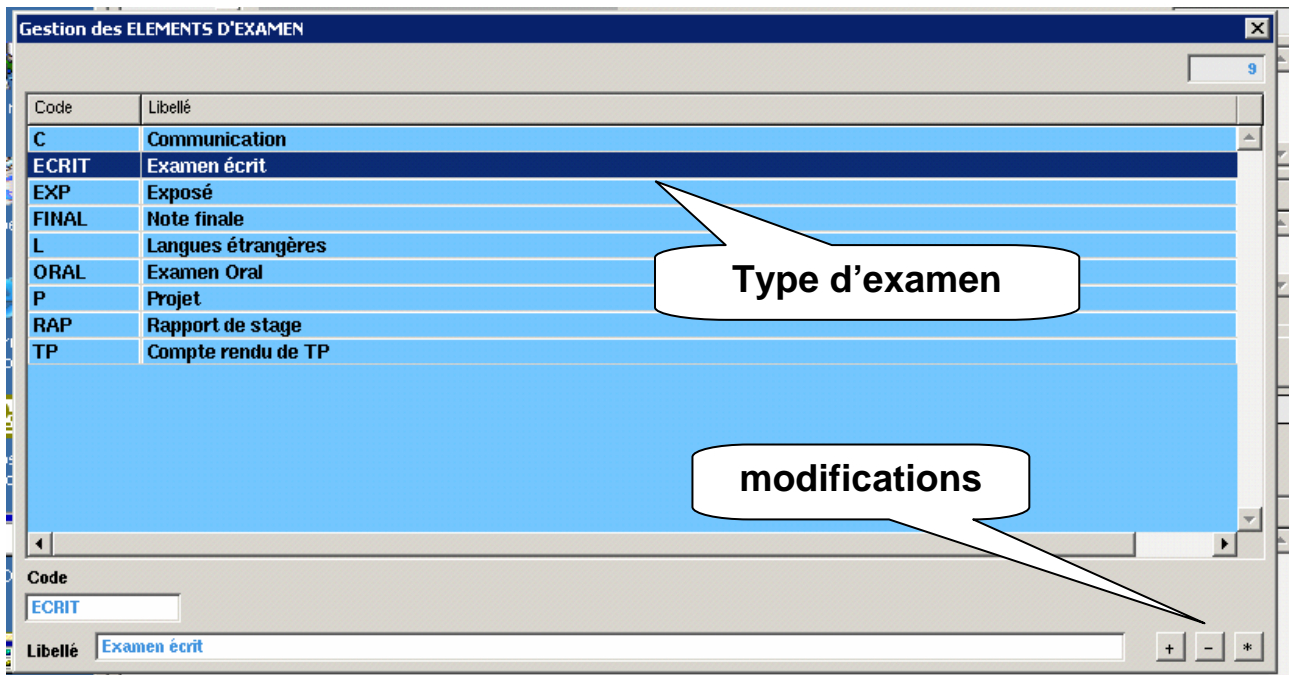 Gestion des ELEMENTS D'EXAMEN
9
Code Libellé
C Communication
ECRIT Examen écrit
EXP Exposé
FINAL Note finale
L Langues étrangères
ORAL Examen Oral
P Projet
RAP Rapport de stage
TP Compte rendu de TP
Type d’examen
modifications
Code
ECRIT
Libellé Examen écrit + - *